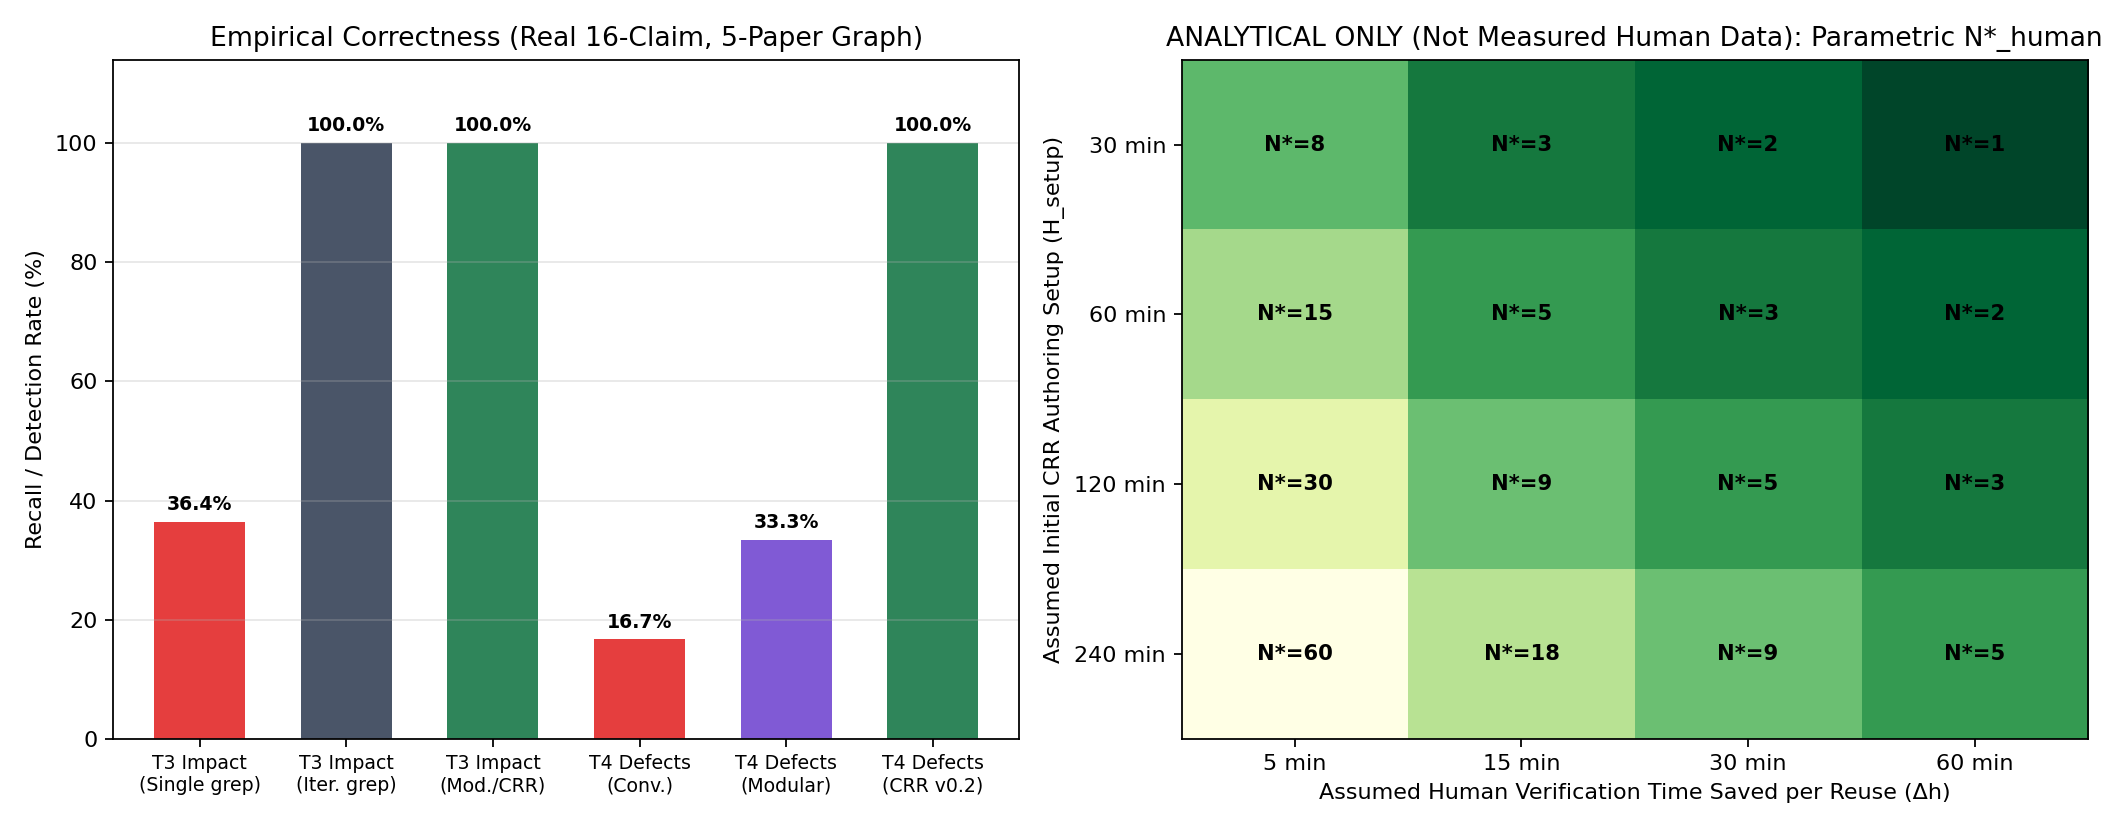 Empirical Correctness (Real 16-Claim, 5-Paper Graph)
Recall / Detection Rate (%)
100
80
60
40
20
0
36.4%
100.0%
100.0%
16.7%
33.3%
100.0%
T3 Impact
(Single grep)
T3 Impact
(Iter. grep)
T3 Impact
(Mod./CRR)
T4 Defects
(Conv.)
T4 Defects
(Modular)
T4 Defects
(CRR v0.2)
ANALYTICAL ONLY (Not Measured Human Data): Parametric N*_human
Assumed Initial CRR Authoring Setup (H_setup)
30 min
N*=8
N*=3
N*=2
N*=1
60 min
N*=15
N*=5
N*=3
N*=2
120 min
N*=30
N*=9
N*=5
N*=3
240 min
N*=60
N*=18
N*=9
N*=5
5 min
15 min
30 min
60 min
Assumed Human Verification Time Saved per Reuse (Δh)